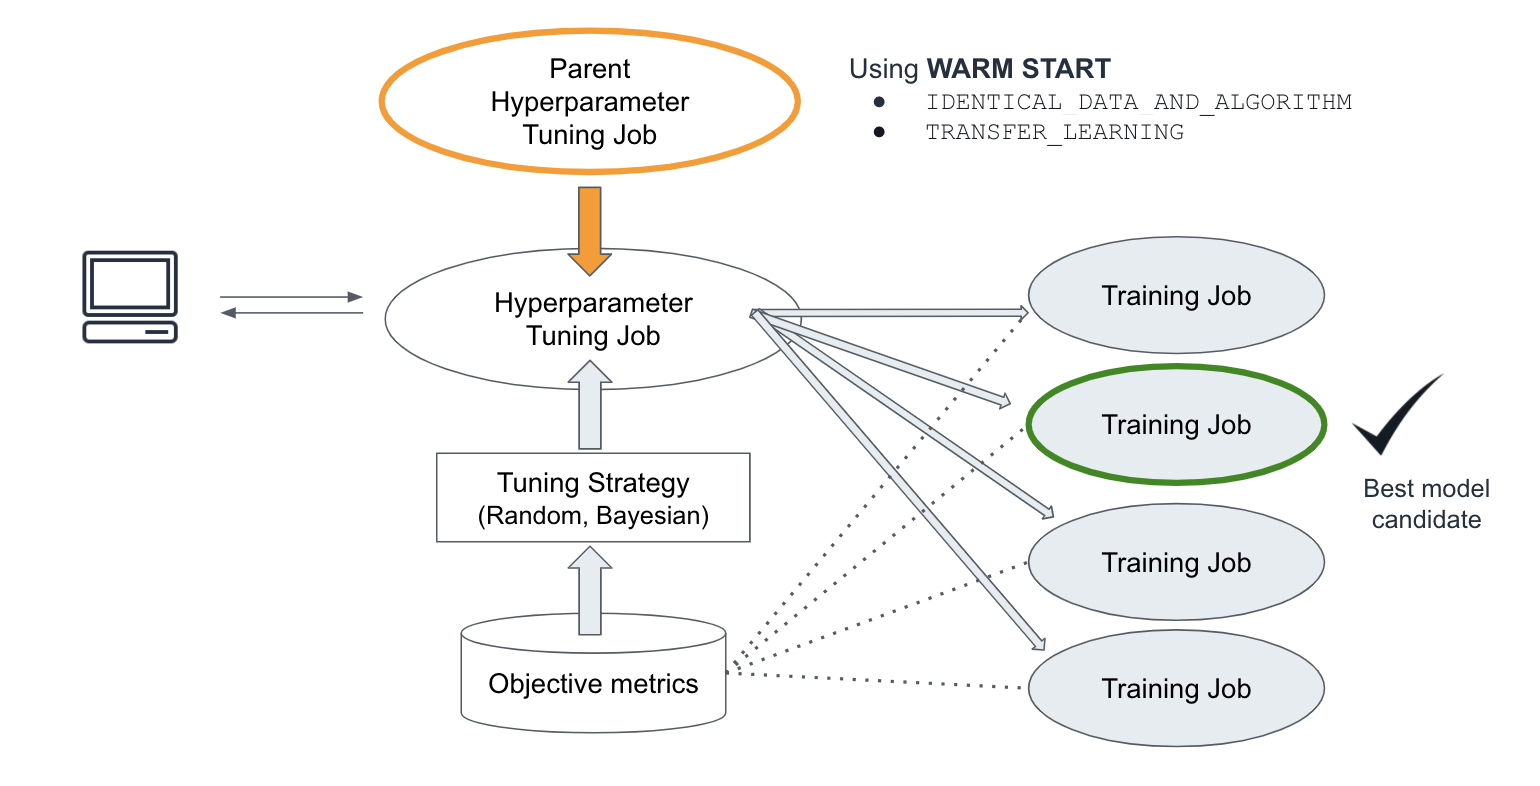 Parent
Hyperparameter
Tuning Job
Using WARM START
● IDENTICAL_DATA_AND_ALGORITHM
● TRANSFER_LEARNING
Hyperparameter
Tuning Job
Tuning Strategy
(Random, Bayesian)
Objective metrics
Training Job
Training Job
Best model
candidate
Training Job
Training Job